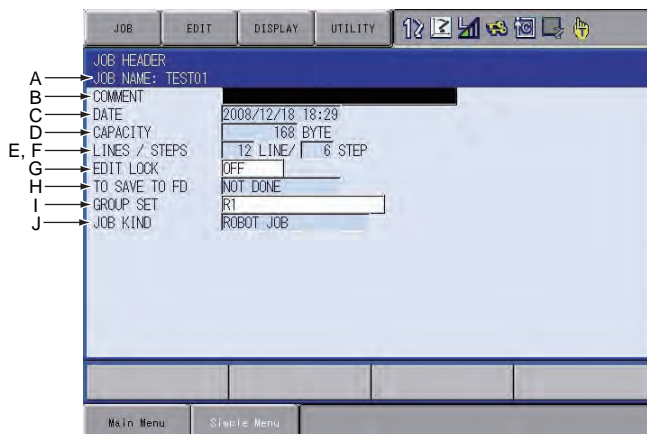 JOB EDIT DISPLAY UTILITY
JOB HEADER
A JOB NAME: TEST01
B COMMENT
C DATE 2008/12/18 18:29
D CAPACITY 168 BYTE
E, F LINES / STEPS 12 LINE/ 6 STEP
G EDIT LOCK OFF
H TO SAVE TO FD NOT DONE
I GROUP SET R1
J JOB KIND ROBOT JOB
Main Menu Simple Menu